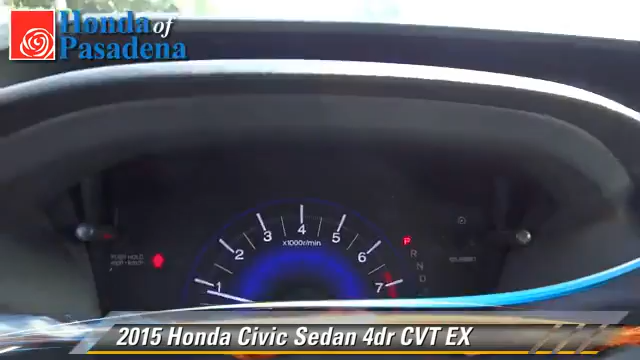 Honda of
Pasadena
4
3
5
2
x1000r/min
6
P
R
N
D
1
7
2015 Honda Civic Sedan 4dr CVT EX